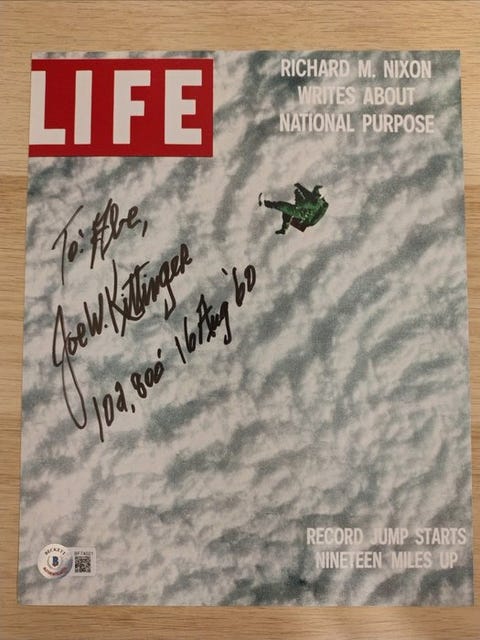 LIFE
RICHARD M. NIXON
WRITES ABOUT
NATIONAL PURPOSE
To: Abe,
Joe W. Kittinger
102,800' 16 Aug '60
RECORD JUMP STARTS
NINETEEN MILES UP
BECKETT
B